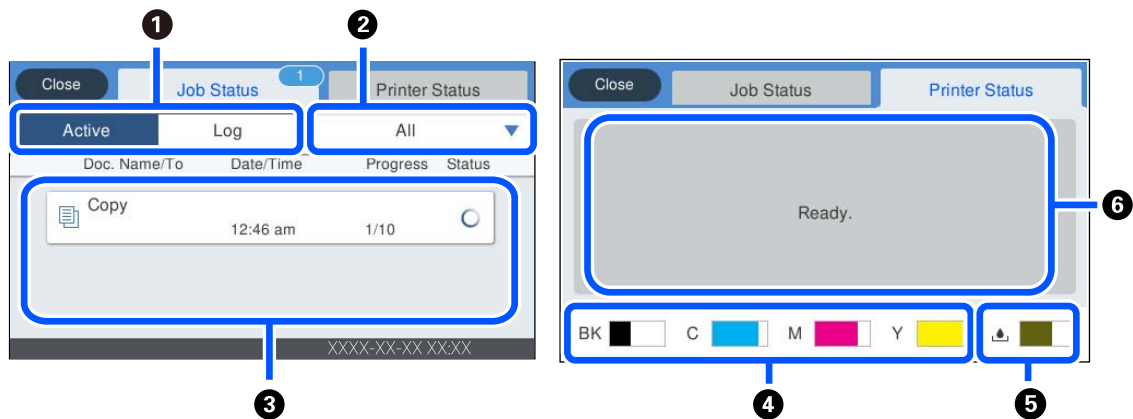 1 2
Close Job Status 1 Printer Status
Active Log All
Doc. Name/To Date/Time Progress Status
Copy
12:46 am 1/10
XXXX-XX-XX XX:XX
3
Close Job Status Printer Status
Ready.
6
BK C M Y
4 5